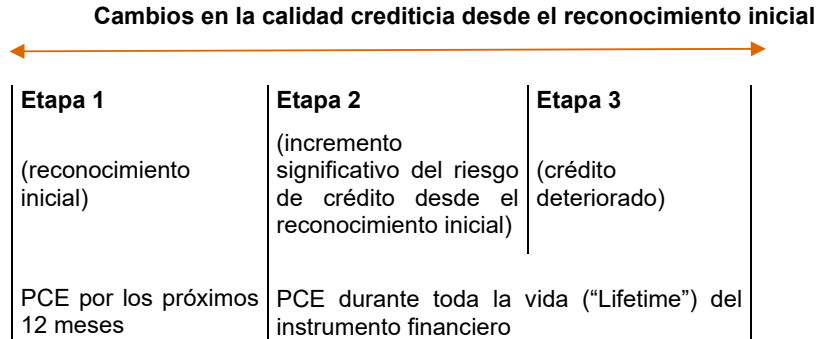 Cambios en la calidad crediticia desde el reconocimiento inicial
Etapa 1
(reconocimiento
inicial)
Etapa 2
(incremento
significativo del riesgo
de crédito desde el
reconocimiento inicial)
Etapa 3
(crédito
deteriorado)
PCE por los próximos
12 meses
PCE durante toda la vida (“Lifetime”) del
instrumento financiero